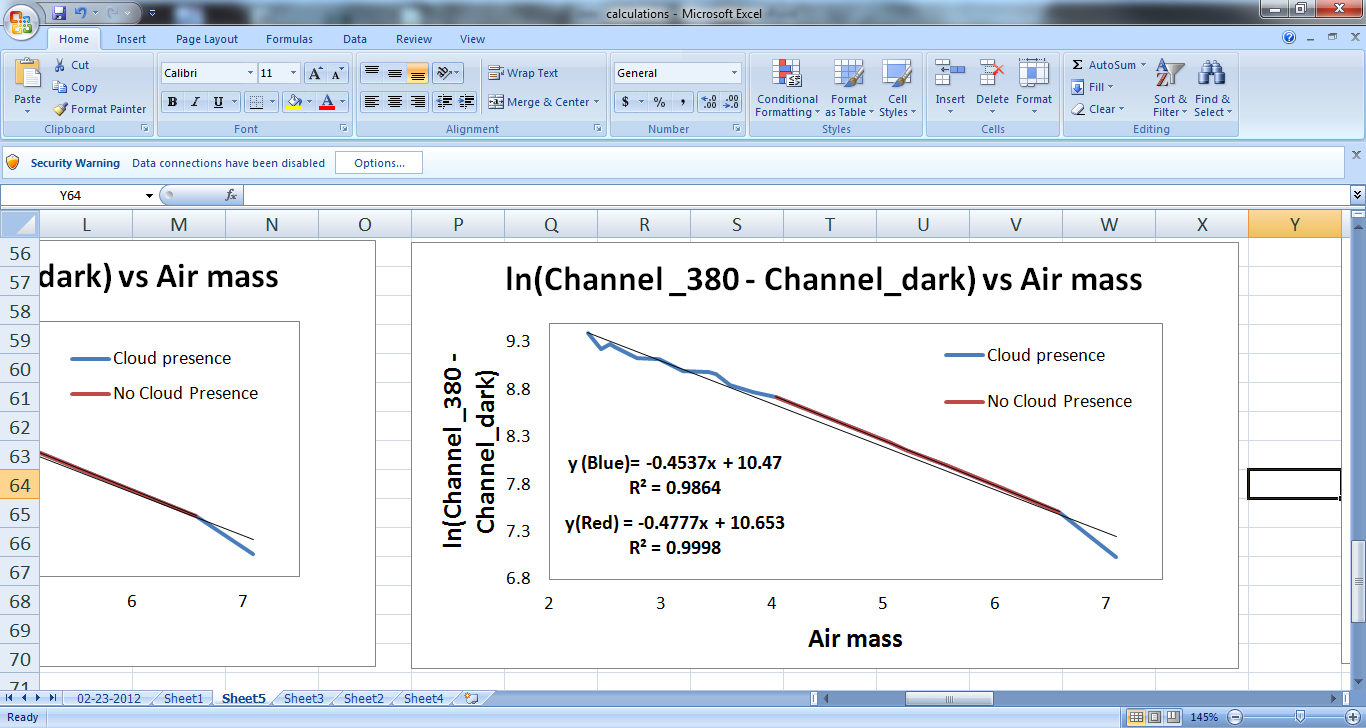 calculations - Microsoft Excel
Home Insert Page Layout Formulas Data Review View
Paste
Cut
Copy
Format Painter
Clipboard
Calibri 11
B I U
Font
Wrap Text
Merge & Center
Alignment
General
$ % ,
Number
Conditional Formatting
Format as Table
Cell Styles
Styles
Insert Delete Format
Cells
Σ AutoSum
Fill
Clear
Sort & Filter
Find & Select
Editing
Security Warning Data connections have been disabled Options...
Y64 fx
L M N O P Q R S T U V W X Y
56
57
58
59
60
61
62
63
64
65
66
67
68
69
70
71
dark) vs Air mass
Cloud presence
No Cloud Presence
6 7
ln(Channel _380 - Channel_dark) vs Air mass
ln(Channel _380 -
Channel_dark)
9.3
8.8
8.3
7.8
7.3
6.8
Cloud presence
No Cloud Presence
y (Blue)= -0.4537x + 10.47
R² = 0.9864
y(Red) = -0.4777x + 10.653
R² = 0.9998
2 3 4 5 6 7
Air mass
02-23-2012 Sheet1 Sheet5 Sheet3 Sheet2 Sheet4
Ready 145%